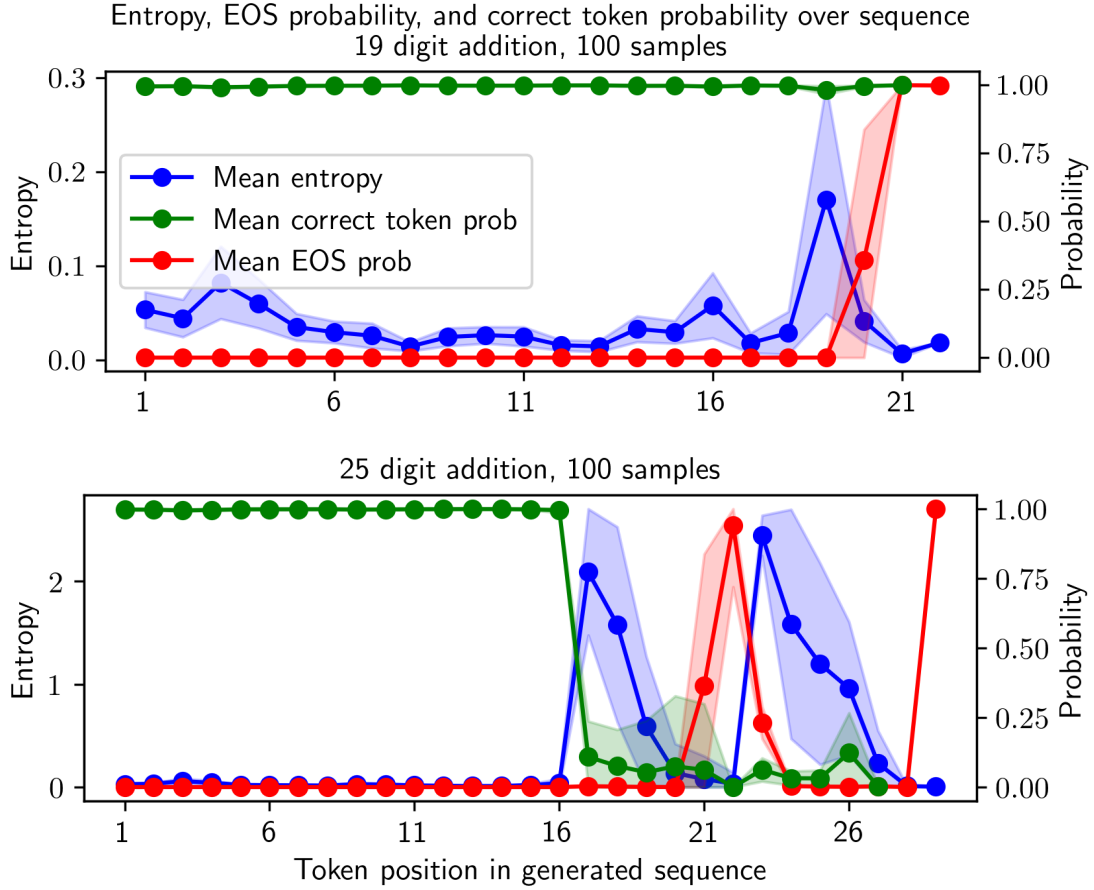 Entropy, EOS probability, and correct token probability over sequence
19 digit addition, 100 samples
0.3
0.2
0.1
0.0
Entropy
Mean entropy
Mean correct token prob
Mean EOS prob
1.00
0.75
0.50
0.25
0.00
Probability
1 6 11 16 21
25 digit addition, 100 samples
2
1
0
Entropy
1.00
0.75
0.50
0.25
0.00
Probability
1 6 11 16 21 26
Token position in generated sequence